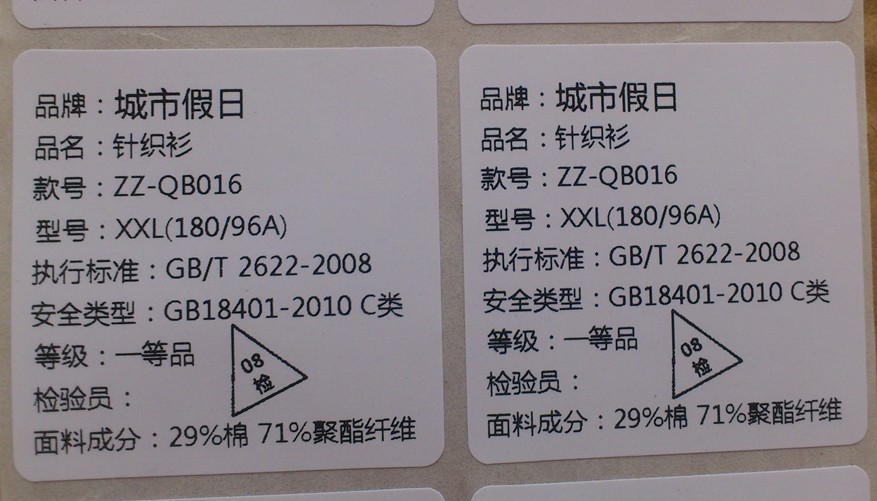 品牌：城市假日
品名：针织衫
款号：ZZ-QB016
型号：XXL(180/96A)
执行标准：GB/T 2622-2008
安全类型：GB18401-2010 C类
等级：一等品
08
检
检验员：
面料成分：29%棉 71%聚酯纤维
品牌：城市假日
品名：针织衫
款号：ZZ-QB016
型号：XXL(180/96A)
执行标准：GB/T 2622-2008
安全类型：GB18401-2010 C类
等级：一等品
08
检
检验员：
面料成分：29%棉 71%聚酯纤维